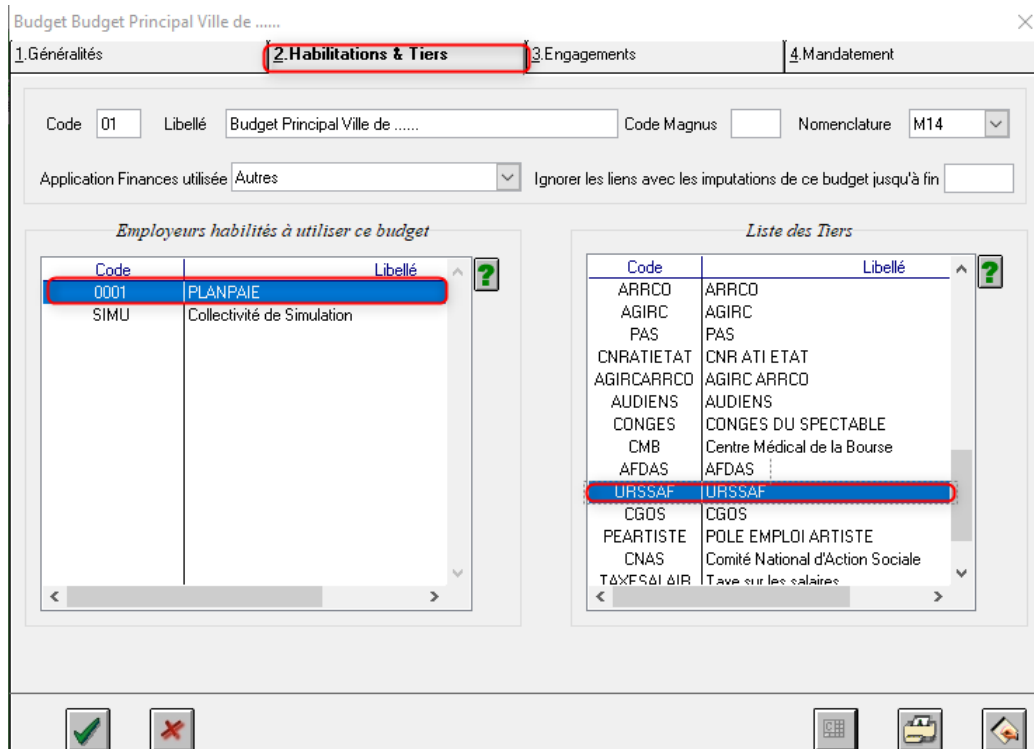 Budget Budget Principal Ville de ......
1.Généralités 2.Habilitations & Tiers 3.Engagements 4.Mandatement
Code 01 Libellé Budget Principal Ville de ...... Code Magnus Nomenclature M14
Application Finances utilisée Autres Ignorer les liens avec les imputations de ce budget jusqu'à fin
Employeurs habilités à utiliser ce budget
Code Libellé
0001 PLANPAIE
SIMU Collectivité de Simulation
Liste des Tiers
Code Libellé
ARRCO ARRCO
AGIRC AGIRC
PAS PAS
CNRATIETAT CNR ATI ETAT
AGIRCARRCO AGIRC ARRCO
AUDIENS AUDIENS
CONGES CONGES DU SPECTABLE
CMB Centre Médical de la Bourse
AFDAS AFDAS
URSSAF URSSAF
CGOS CGOS
PEARTISTE POLE EMPLOI ARTISTE
CNAS Comité National d'Action Sociale
TAXESALAIR Taxe sur les salaires